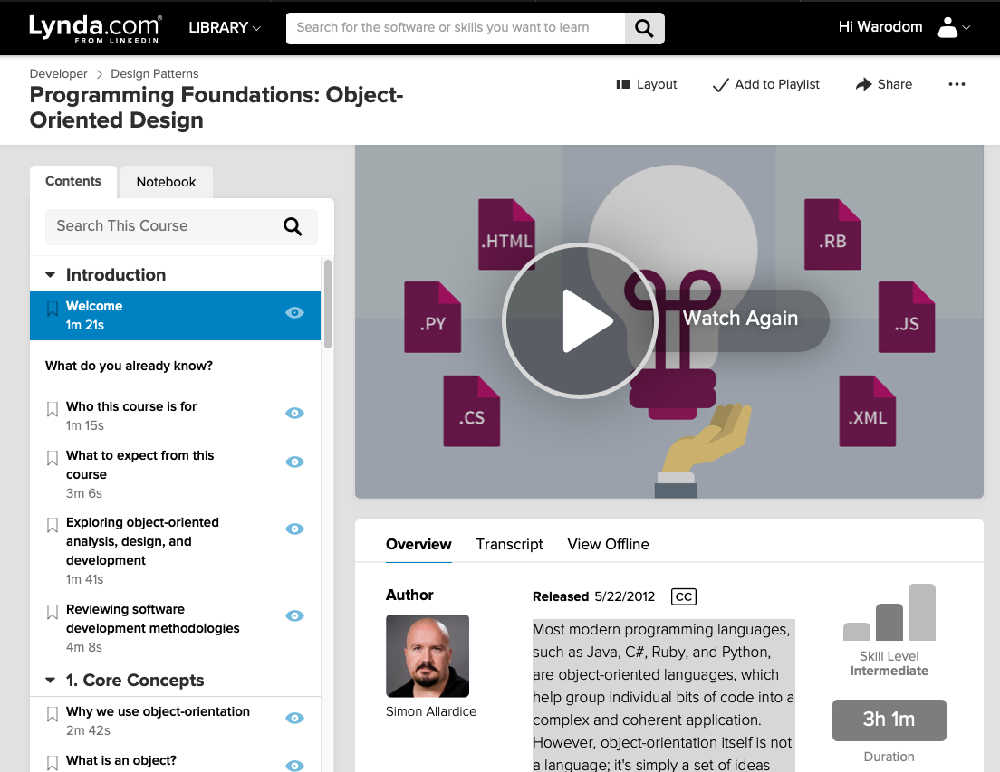 Lynda.com®
FROM LINKEDIN
LIBRARY
Search for the software or skills you want to learn
Hi Warodom
Developer > Design Patterns
Programming Foundations: Object-
Oriented Design
Layout
Add to Playlist
Share
Contents
Notebook
Search This Course
Introduction
Welcome
1m 21s
What do you already know?
Who this course is for
1m 15s
What to expect from this
course
3m 6s
Exploring object-oriented
analysis, design, and
development
1m 41s
Reviewing software
development methodologies
4m 8s
1. Core Concepts
Why we use object-orientation
2m 42s
What is an object?
.HTML
.RB
.PY
Watch Again
.JS
.CS
.XML
Overview
Transcript
View Offline
Author
Simon Allardice
Released 5/22/2012 CC
Most modern programming languages,
such as Java, C#, Ruby, and Python,
are object-oriented languages, which
help group individual bits of code into a
complex and coherent application.
However, object-orientation itself is not
a language; it's simply a set of ideas
Skill Level
Intermediate
3h 1m
Duration